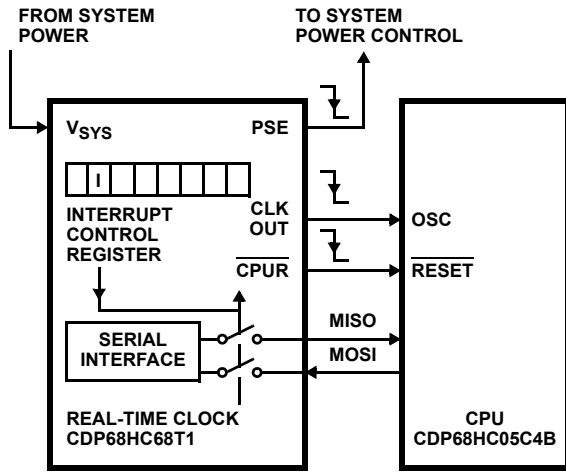 FROM SYSTEM
POWER
TO SYSTEM
POWER CONTROL
VSYS
PSE
I
INTERRUPT
CONTROL
REGISTER
CLK
OUT
OSC
CPUR
RESET
SERIAL
INTERFACE
MISO
MOSI
REAL-TIME CLOCK
CDP68HC68T1
CPU
CDP68HC05C4B